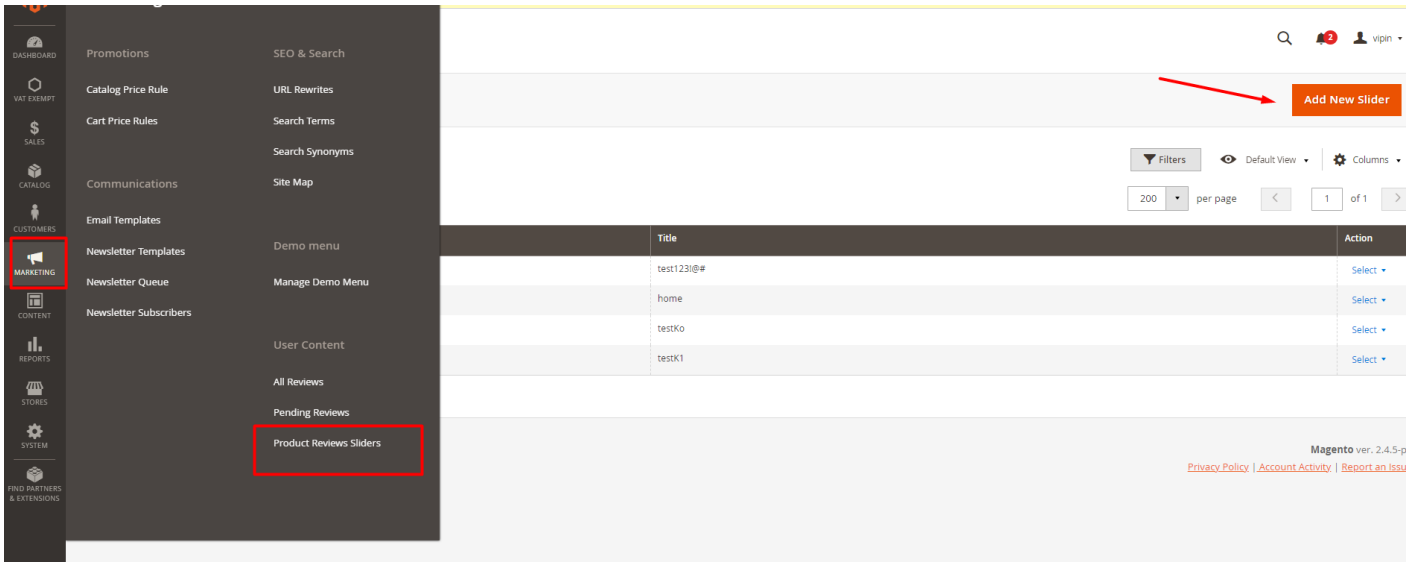 DASHBOARD
VAT EXEMPT
SALES
CATALOG
CUSTOMERS
MARKETING
CONTENT
REPORTS
STORES
SYSTEM
FIND PARTNERS
& EXTENSIONS
Promotions
Catalog Price Rule
Cart Price Rules
Communications
Email Templates
Newsletter Templates
Newsletter Queue
Newsletter Subscribers
SEO & Search
URL Rewrites
Search Terms
Search Synonyms
Site Map
Demo menu
Manage Demo Menu
User Content
All Reviews
Pending Reviews
Product Reviews Sliders
2 vipin
Add New Slider
Filters Default View Columns
200 per page 1 of 1
Title Action
test123!@# Select
home Select
testKo Select
testK1 Select
Magento ver. 2.4.5-p
Privacy Policy | Account Activity | Report an Issu